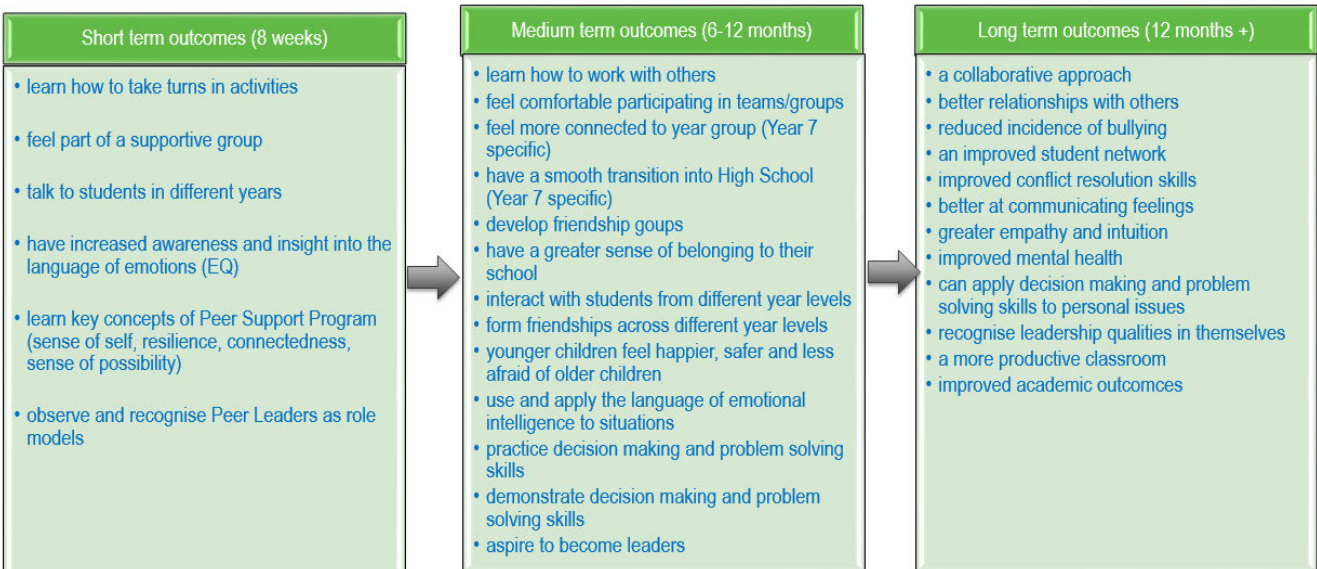 Short term outcomes (8 weeks)
• learn how to take turns in activities
• feel part of a supportive group
• talk to students in different years
• have increased awareness and insight into the
language of emotions (EQ)
• learn key concepts of Peer Support Program
(sense of self, resilience, connectedness,
sense of possibility)
• observe and recognise Peer Leaders as role
models
Medium term outcomes (6-12 months)
• learn how to work with others
• feel comfortable participating in teams/groups
• feel more connected to year group (Year 7
specific)
• have a smooth transition into High School
(Year 7 specific)
• develop friendship goups
• have a greater sense of belonging to their
school
• interact with students from different year levels
• form friendships across different year levels
• younger children feel happier, safer and less
afraid of older children
• use and apply the language of emotional
intelligence to situations
• practice decision making and problem solving
skills
• demonstrate decision making and problem
solving skills
• aspire to become leaders
Long term outcomes (12 months +)
• a collaborative approach
• better relationships with others
• reduced incidence of bullying
• an improved student network
• improved conflict resolution skills
• better at communicating feelings
• greater empathy and intuition
• improved mental health
• can apply decision making and problem
solving skills to personal issues
• recognise leadership qualities in themselves
• a more productive classroom
• improved academic outcomces